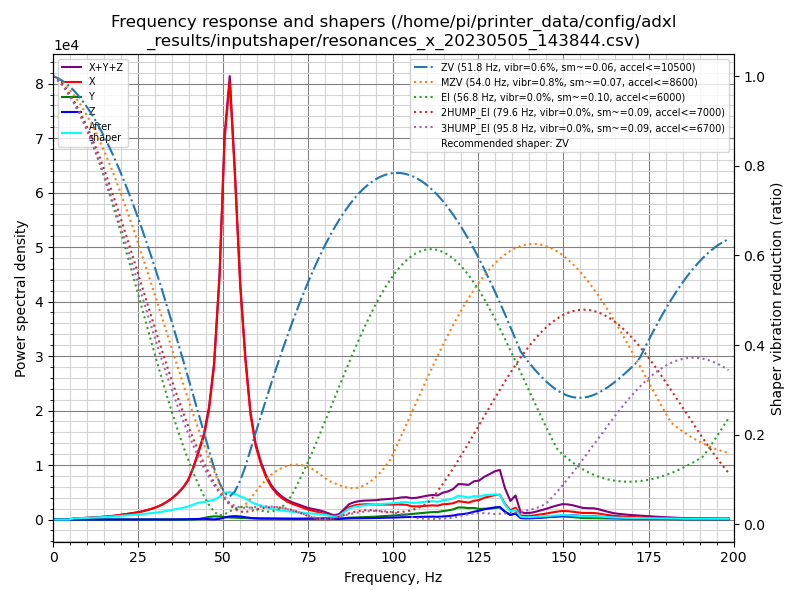 Frequency response and shapers (/home/pi/printer_data/config/adxl
_results/inputshaper/resonances_x_20230505_143844.csv)
1e4
X+Y+Z
X
Y
Z
After
shaper
ZV (51.8 Hz, vibr=0.6%, sm~=0.06, accel<=10500)
MZV (54.0 Hz, vibr=0.8%, sm~=0.07, accel<=8600)
EI (56.8 Hz, vibr=0.0%, sm~=0.10, accel<=6000)
2HUMP_EI (79.6 Hz, vibr=0.0%, sm~=0.09, accel<=7000)
3HUMP_EI (95.8 Hz, vibr=0.0%, sm~=0.09, accel<=6700)
Recommended shaper: ZV
Power spectral density
8
7
6
5
4
3
2
1
0
1.0
0.8
0.6
0.4
0.2
0.0
Shaper vibration reduction (ratio)
0 25 50 75 100 125 150 175 200
Frequency, Hz